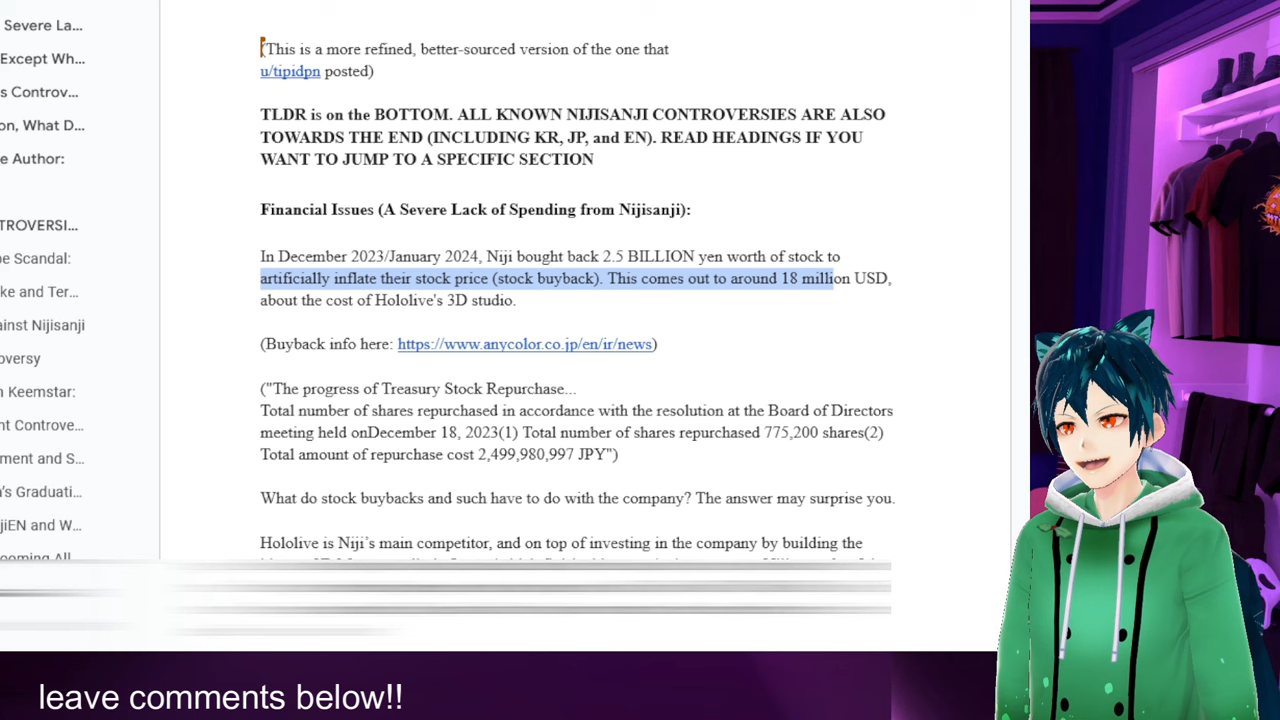 Severe La...
Except Wh...
s Controv...
on, What D...
e Author:
TROVERSI...
be Scandal:
ke and Ter...
ainst Nijisanji
oversy
n Keemstar:
nt Controve...
ment and S...
a's Graduati...
jiEN and W...
(This is a more refined, better-sourced version of the one that
u/tipidpn posted)
TLDR is on the BOTTOM. ALL KNOWN NIJISANJI CONTROVERSIES ARE ALSO
TOWARDS THE END (INCLUDING KR, JP, and EN). READ HEADINGS IF YOU
WANT TO JUMP TO A SPECIFIC SECTION
Financial Issues (A Severe Lack of Spending from Nijisanji):
In December 2023/January 2024, Niji bought back 2.5 BILLION yen worth of stock to
artificially inflate their stock price (stock buyback). This comes out to around 18 million USD,
about the cost of Hololive's 3D studio.
(Buyback info here: https://www.anycolor.co.jp/en/ir/news)
("The progress of Treasury Stock Repurchase...
Total number of shares repurchased in accordance with the resolution at the Board of Directors
meeting held onDecember 18, 2023(1) Total number of shares repurchased 775,200 shares(2)
Total amount of repurchase cost 2,499,980,997 JPY")
What do stock buybacks and such have to do with the company? The answer may surprise you.
Hololive is Niji's main competitor, and on top of investing in the company by building the
leave comments below!!